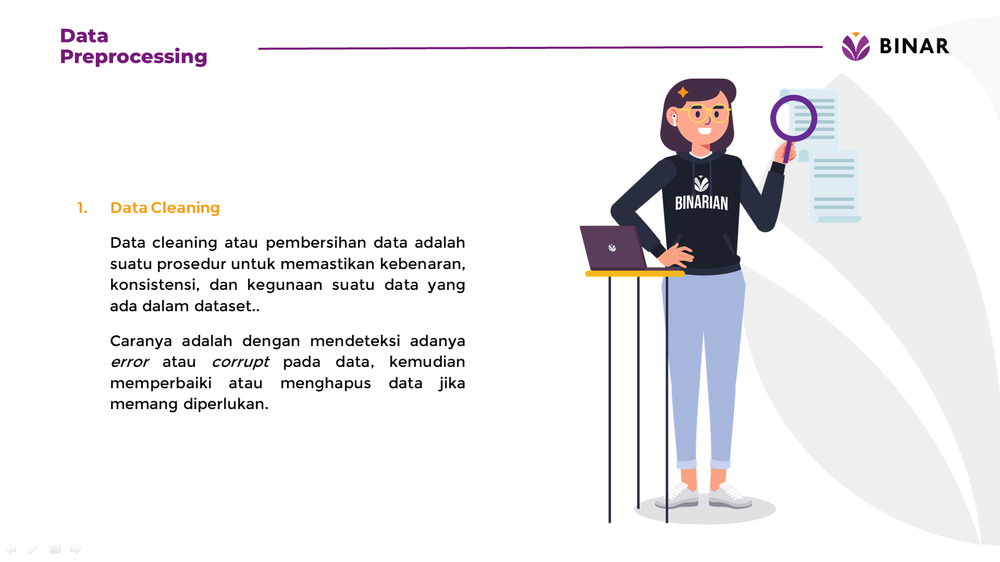 Data
Preprocessing
BINAR
BINARIAN
1. Data Cleaning
Data cleaning atau pembersihan data adalah
suatu prosedur untuk memastikan kebenaran,
konsistensi, dan kegunaan suatu data yang
ada dalam dataset..
Caranya adalah dengan mendeteksi adanya
error atau corrupt pada data, kemudian
memperbaiki atau menghapus data jika
memang diperlukan.